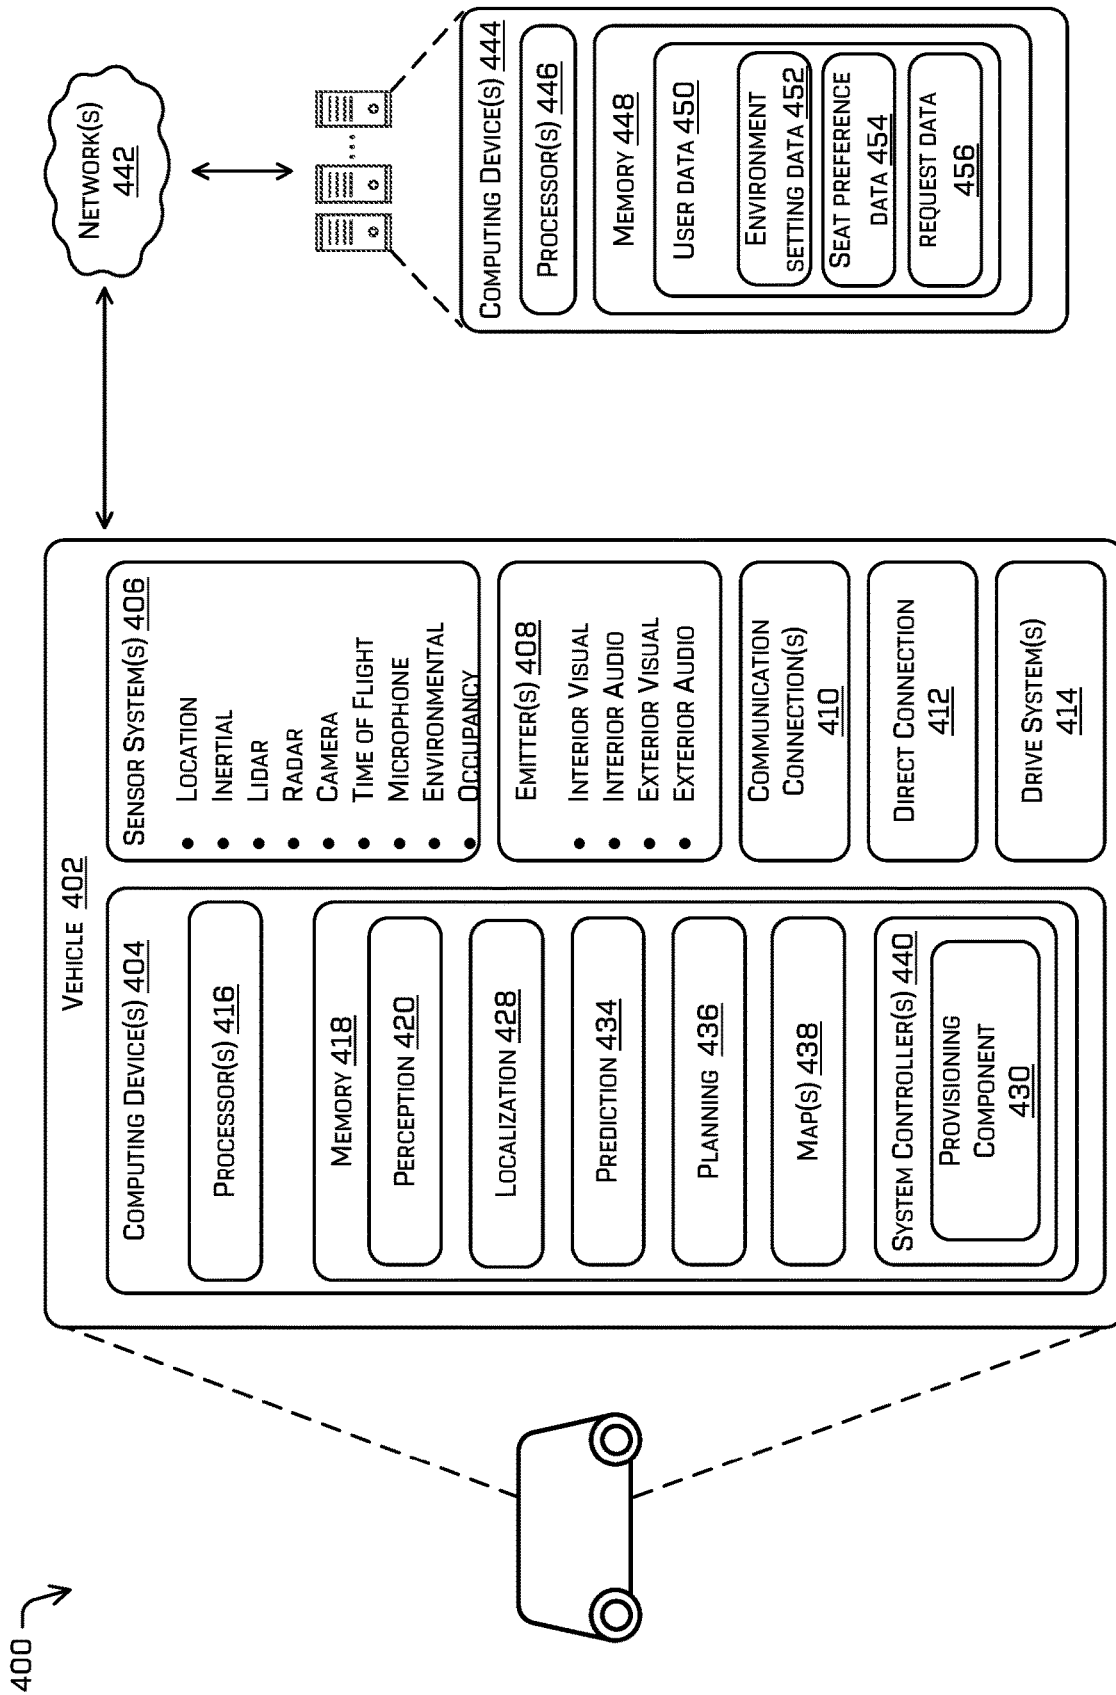 400
VEHICLE 402
COMPUTING DEVICE(S) 404
PROCESSOR(S) 416
MEMORY 418
PERCEPTION 420
LOCALIZATION 428
PREDICTION 434
PLANNING 436
MAP(S) 438
SYSTEM CONTROLLER(S) 440
PROVISIONING
COMPONENT
430
SENSOR SYSTEM(S) 406
• LOCATION
• INERTIAL
• LIDAR
• RADAR
• CAMERA
• TIME OF FLIGHT
• MICROPHONE
• ENVIRONMENTAL
• OCCUPANCY
EMITTER(S) 408
• INTERIOR VISUAL
• INTERIOR AUDIO
• EXTERIOR VISUAL
• EXTERIOR AUDIO
COMMUNICATION
CONNECTION(S)
410
DIRECT CONNECTION
412
DRIVE SYSTEM(S)
414
NETWORK(S)
442
COMPUTING DEVICE(S) 444
PROCESSOR(S) 446
MEMORY 448
USER DATA 450
ENVIRONMENT
SETTING DATA 452
SEAT PREFERENCE
DATA 454
REQUEST DATA
456